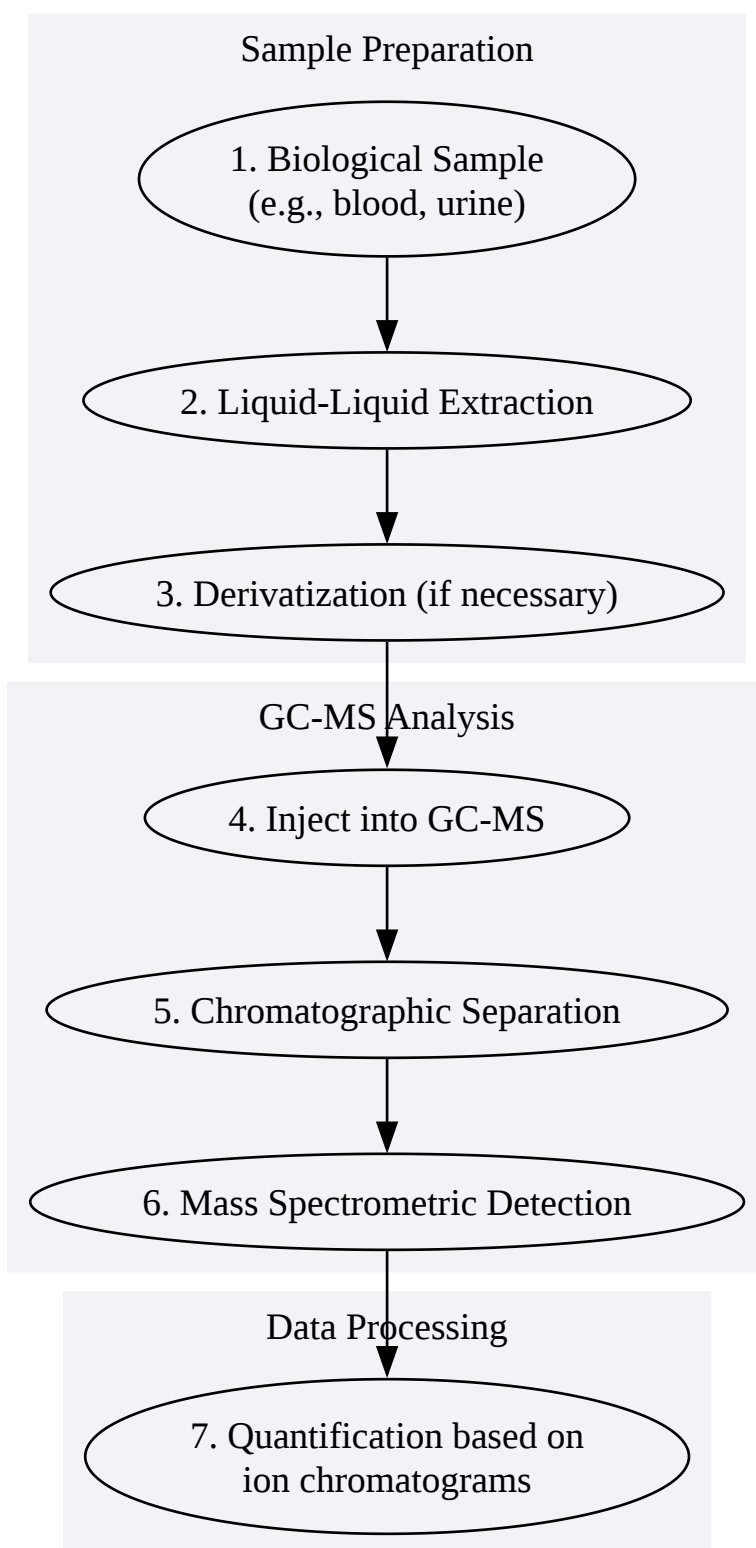 Sample Preparation
1. Biological Sample
(e.g., blood, urine)
2. Liquid-Liquid Extraction
3. Derivatization (if necessary)
GC-MS Analysis
4. Inject into GC-MS
5. Chromatographic Separation
6. Mass Spectrometric Detection
Data Processing
7. Quantification based on
ion chromatograms